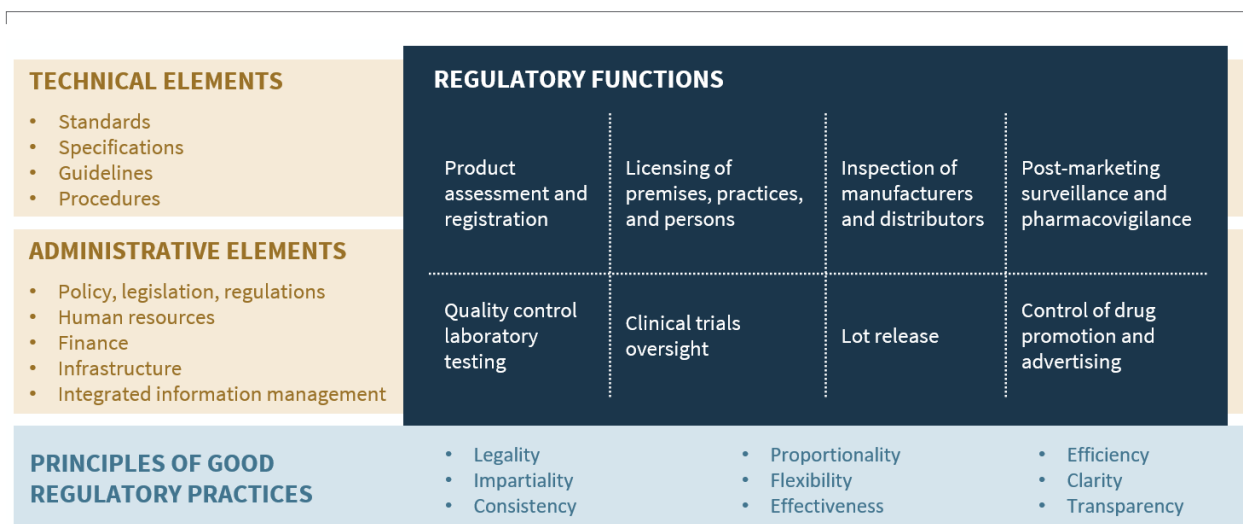 TECHNICAL ELEMENTS
• Standards
• Specifications
• Guidelines
• Procedures
ADMINISTRATIVE ELEMENTS
• Policy, legislation, regulations
• Human resources
• Finance
• Infrastructure
• Integrated information management
REGULATORY FUNCTIONS
Product
assessment and
registration
Licensing of
premises, practices,
and persons
Inspection of
manufacturers
and distributors
Post-marketing
surveillance and
pharmacovigilance
Quality control
laboratory
testing
Clinical trials
oversight
Lot release
Control of drug
promotion and
advertising
PRINCIPLES OF GOOD
REGULATORY PRACTICES
• Legality
• Impartiality
• Consistency
• Proportionality
• Flexibility
• Effectiveness
• Efficiency
• Clarity
• Transparency